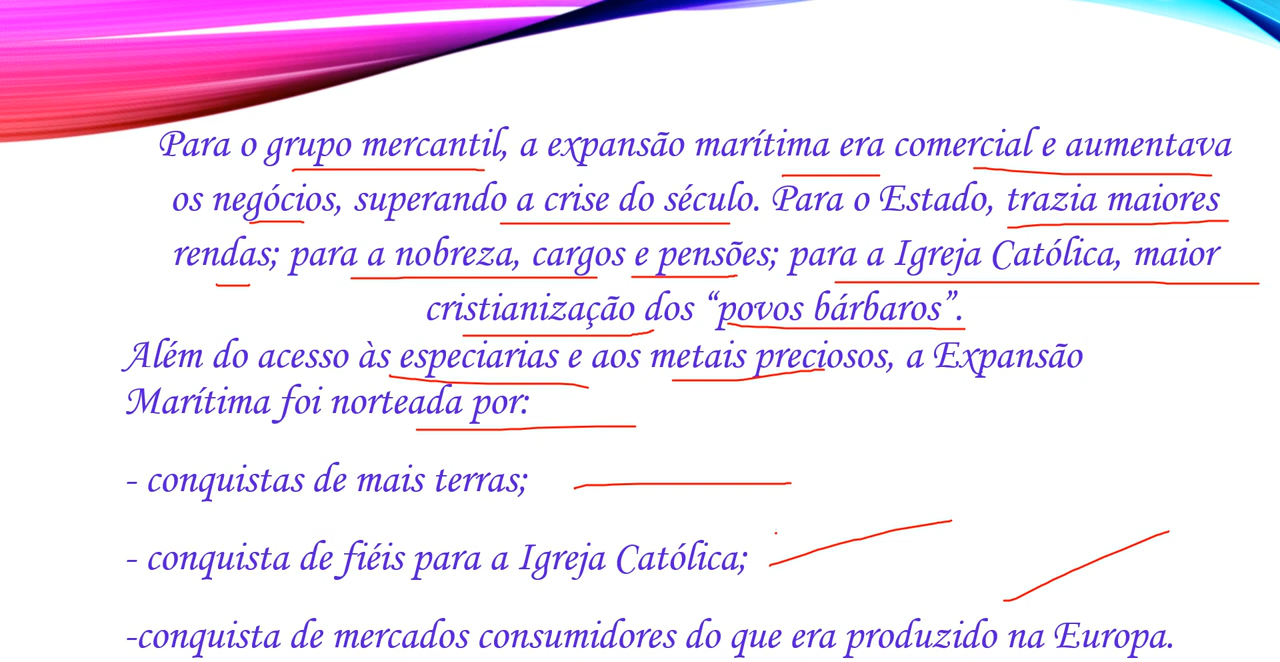 Para o grupo mercantil, a expansão marítima era comercial e aumentava
os negócios, superando a crise do século. Para o Estado, trazia maiores
rendas; para a nobreza, cargos e pensões; para a Igreja Católica, maior
cristianização dos “povos bárbaros”.
Além do acesso às especiarias e aos metais preciosos, a Expansão
Marítima foi norteada por:
- conquistas de mais terras;
- conquista de fiéis para a Igreja Católica;
-conquista de mercados consumidores do que era produzido na Europa.